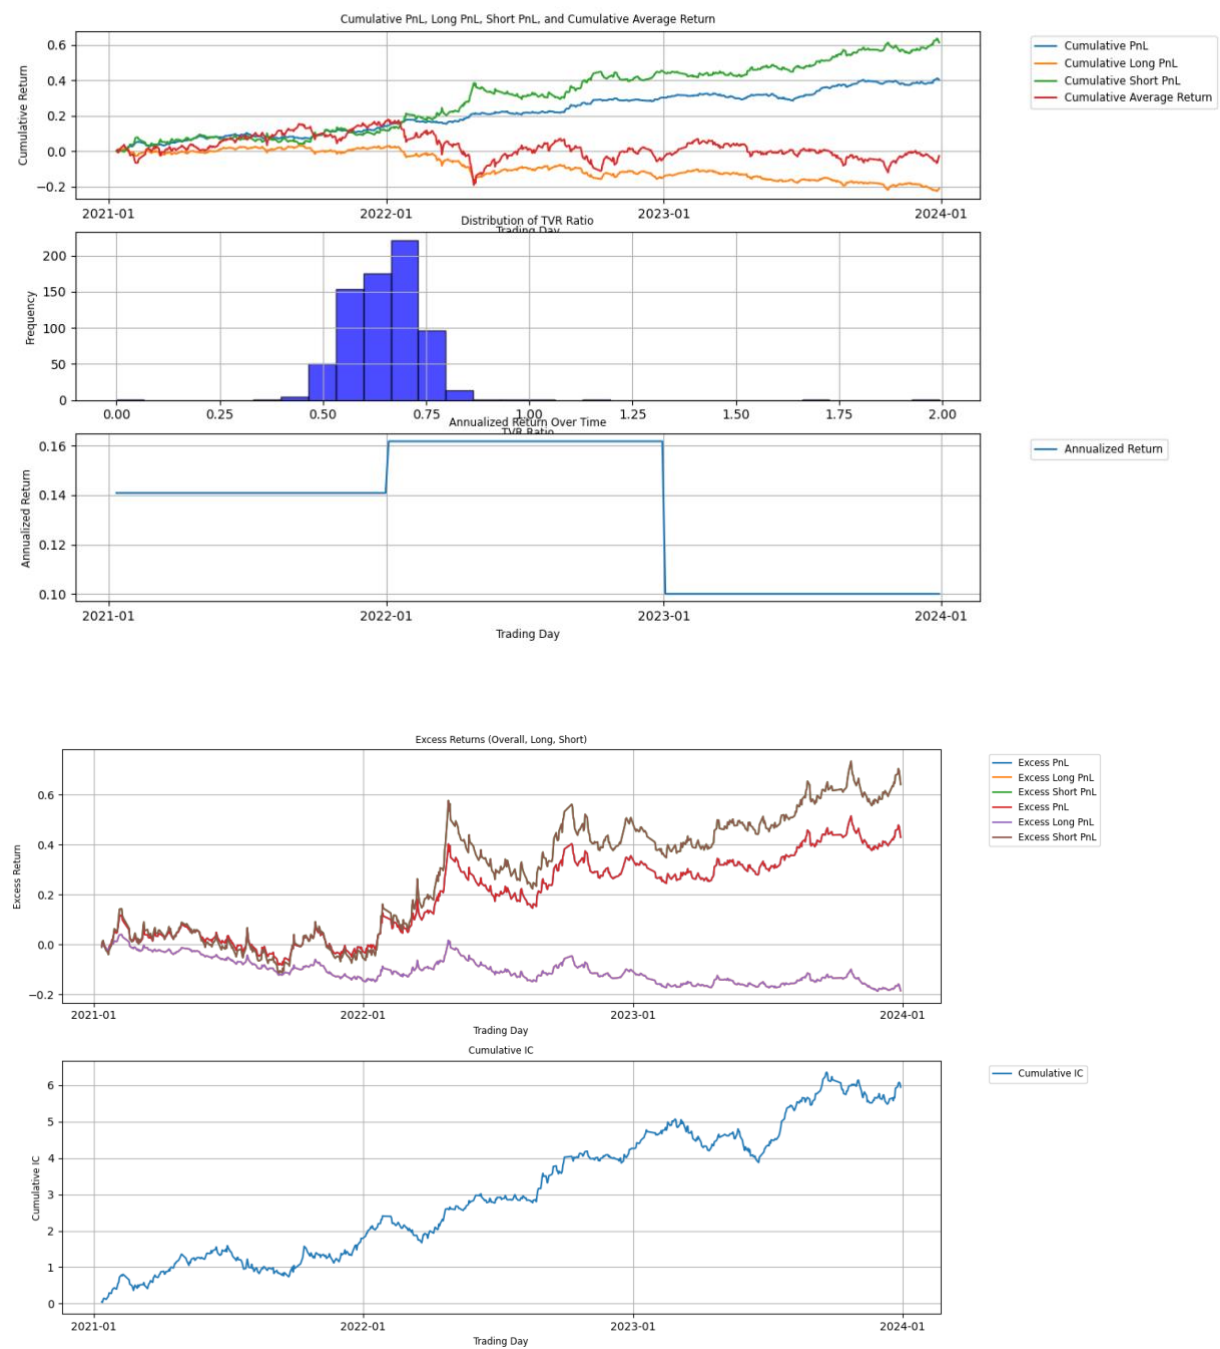 Cumulative PnL, Long PnL, Short PnL, and Cumulative Average Return
Cumulative Return
0.6
0.4
0.2
0.0
−0.2
2021-01
2022-01
2023-01
2024-01
Trading Day
Cumulative PnL
Cumulative Long PnL
Cumulative Short PnL
Cumulative Average Return
Distribution of TVR Ratio
Frequency
200
150
100
50
0
0.00
0.25
0.50
0.75
1.00
1.25
1.50
1.75
2.00
TVR Ratio
Annualized Return Over Time
Annualized Return
0.16
0.14
0.12
0.10
2021-01
2022-01
2023-01
2024-01
Trading Day
Annualized Return
Excess Returns (Overall, Long, Short)
Excess Return
0.6
0.4
0.2
0.0
−0.2
2021-01
2022-01
2023-01
2024-01
Trading Day
Excess PnL
Excess Long PnL
Excess Short PnL
Excess PnL
Excess Long PnL
Excess Short PnL
Cumulative IC
Cumulative IC
6
5
4
3
2
1
0
2021-01
2022-01
2023-01
2024-01
Trading Day
Cumulative IC